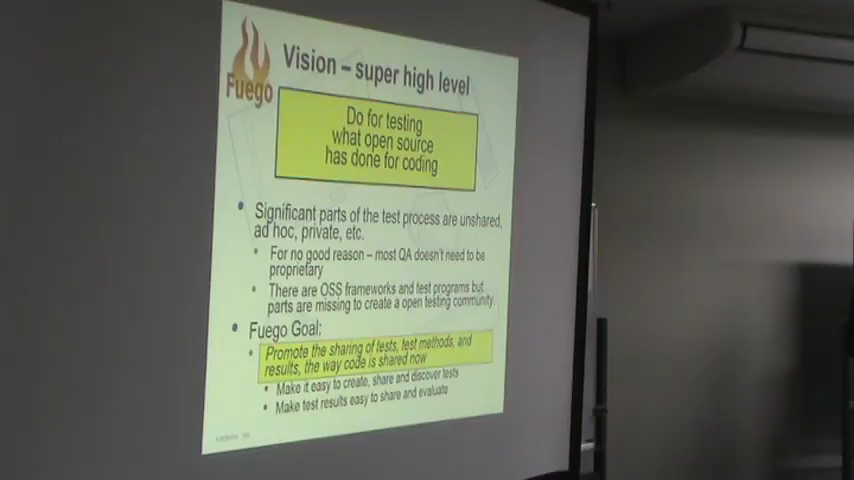 Fuego
Vision – super high level
Do for testing
what open source
has done for coding
• Significant parts of the test process are unshared,
ad hoc, private, etc.
• For no good reason – most QA doesn't need to be
proprietary
• There are OSS frameworks and test programs but
parts are missing to create a open testing community
• Fuego Goal:
• Promote the sharing of tests, test methods, and
results, the way code is shared now
• Make it easy to create, share and discover tests
• Make test results easy to share and evaluate